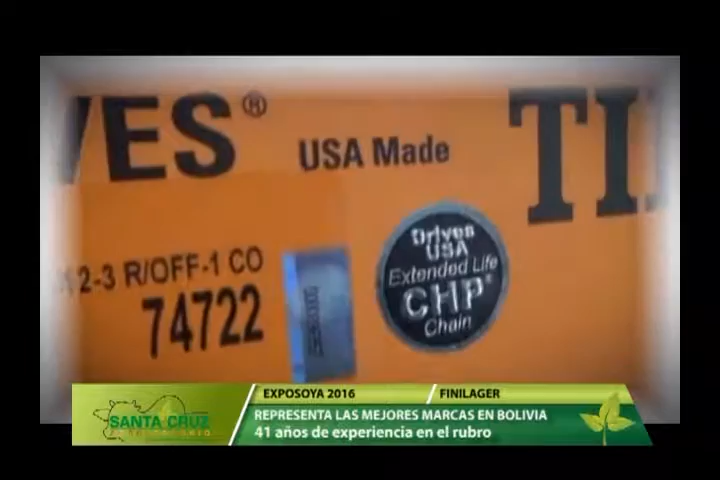 VES®
USA Made
TI
2-3 R/OFF-1 CO
74722
Drives
USA
Extended Life
CHP®
Chain
EXPOSOYA 2016
FINILAGER
REPRESENTA LAS MEJORES MARCAS EN BOLIVIA
41 años de experiencia en el rubro
SANTA CRUZ